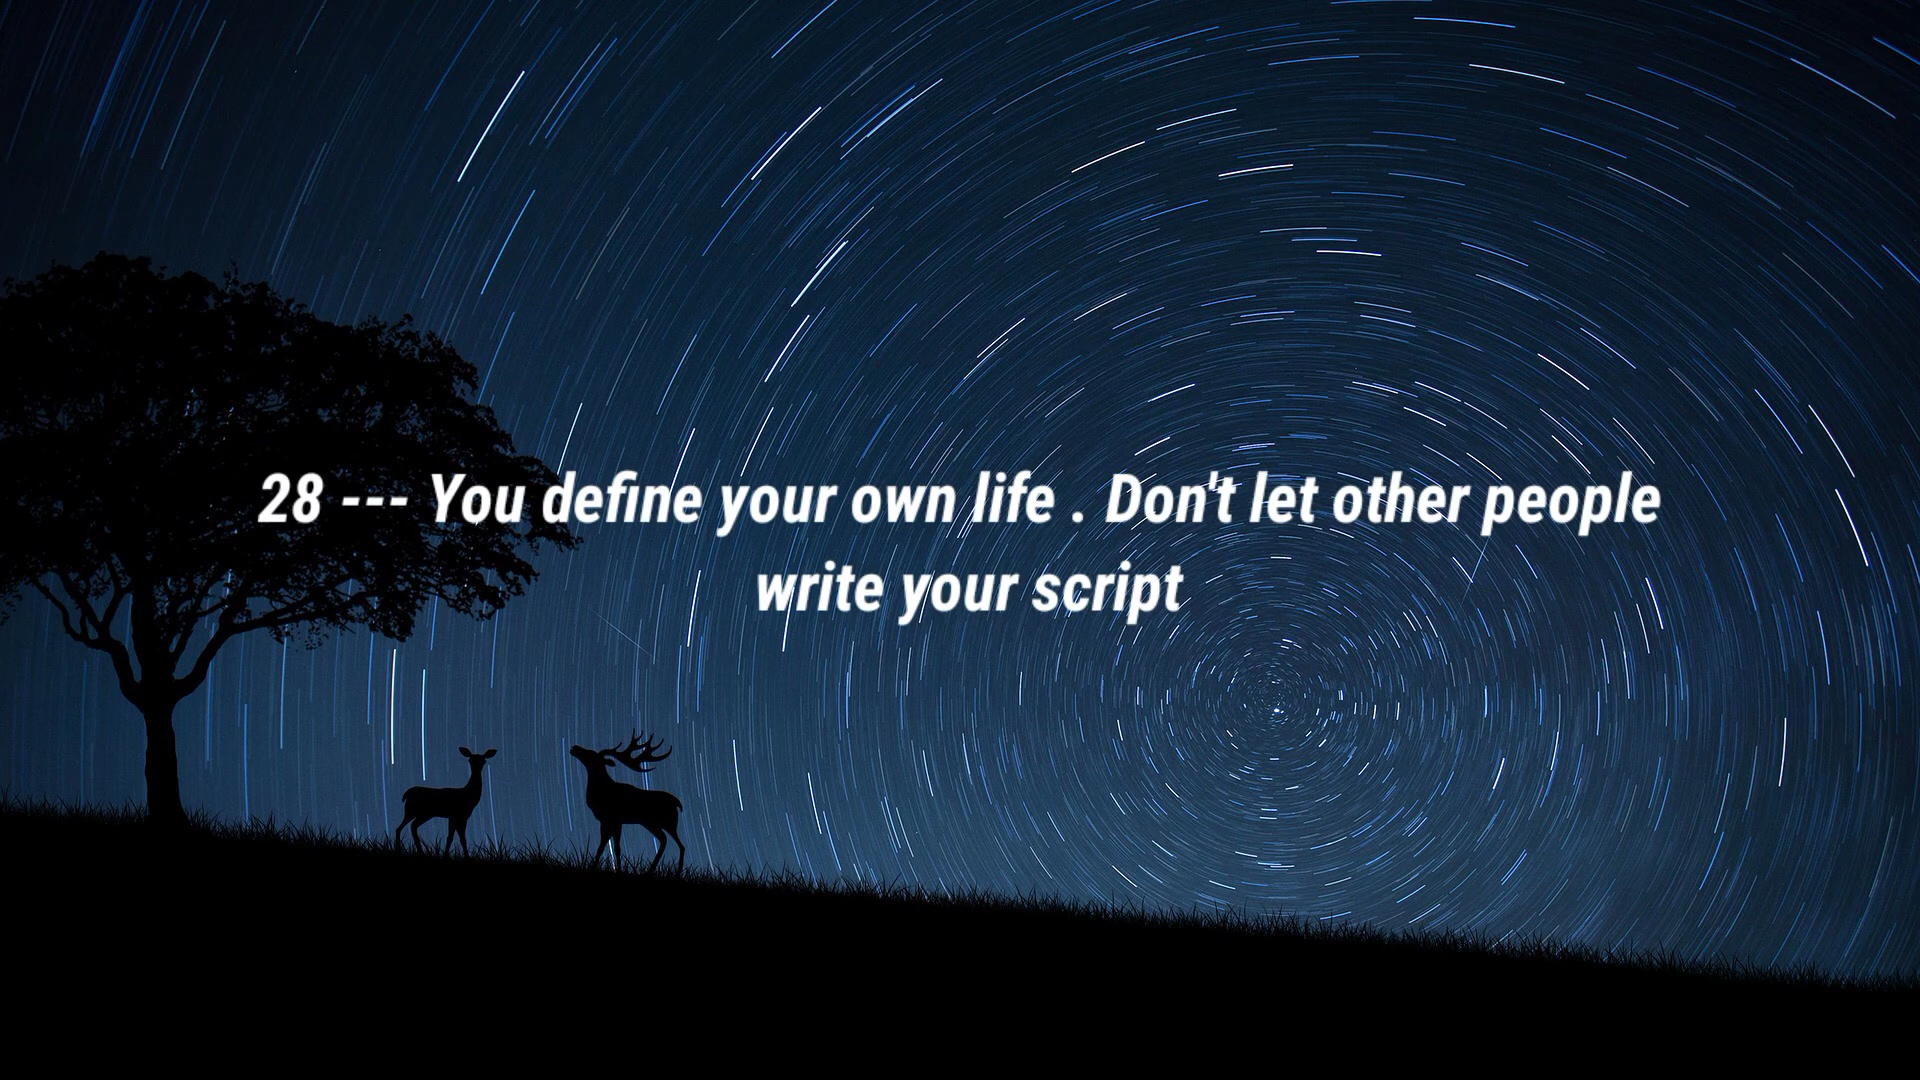 28 --- You define your own life . Don't let other people
write your script